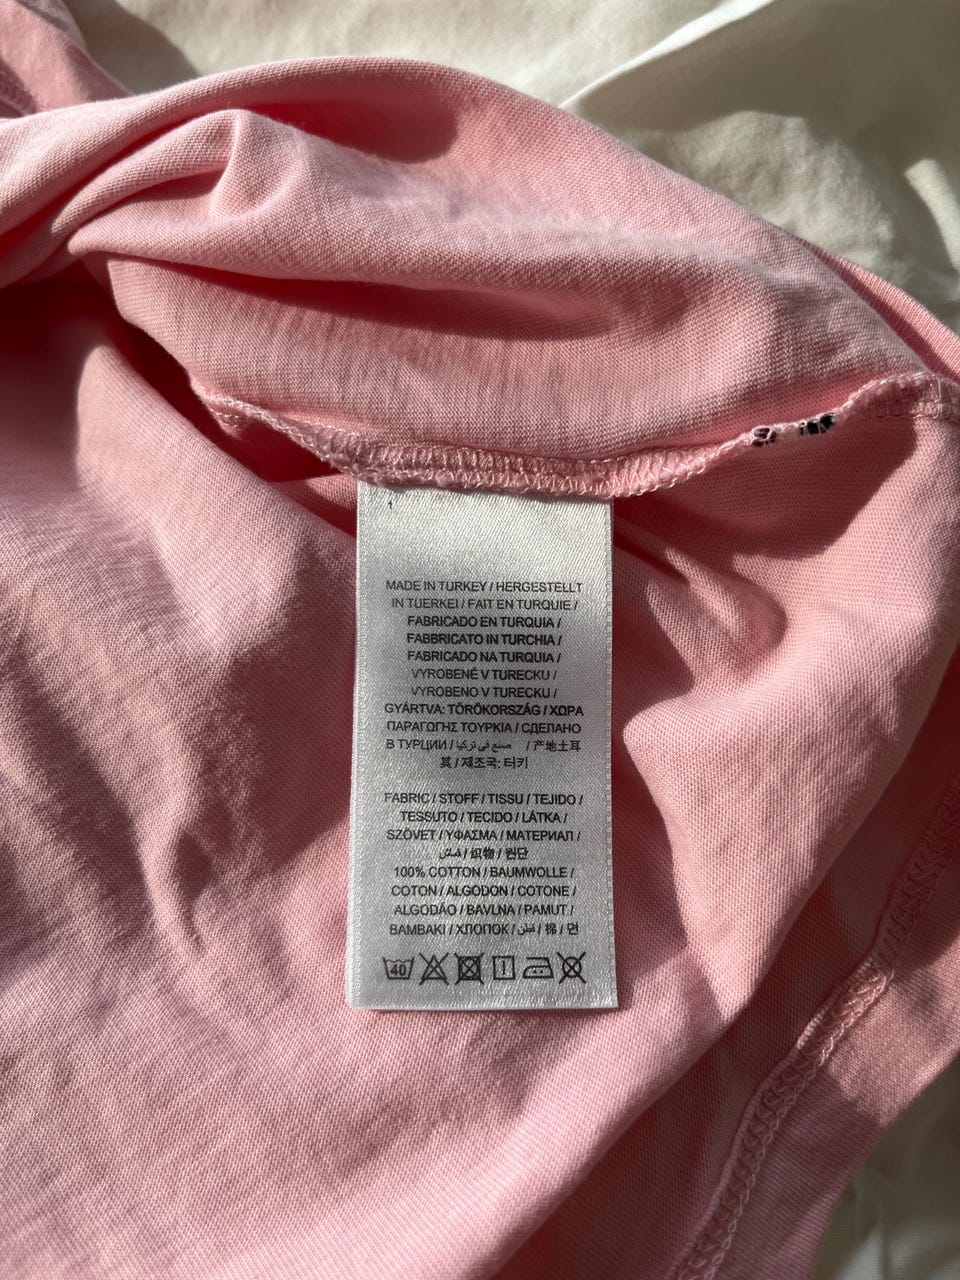 1
MADE IN TURKEY / HERGESTELLT
IN TUERKEI / FAIT EN TURQUIE /
FABRICADO EN TURQUIA /
FABBRICATO IN TURCHIA /
FABRICADO NA TURQUIA /
VYROBENÉ V TURECKU /
VYROBENO V TURECKU /
GYÁRTVA: TÖRÖKORSZÁG / ΧΩΡΑ
ΠΑΡΑΓΩΓΗΣ ΤΟΥΡΚΙΑ / СДЕЛАНО
В ТУРЦИИ / صنع في تركيا / 产地土耳
其 / 제조국: 터키
FABRIC / STOFF / TISSU / TEJIDO /
TESSUTO / TECIDO / LÁTKA /
SZÖVET / ΥΦΑΣΜΑ / МАТЕРИАЛ /
قماش / 织物 / 원단
100% COTTON / BAUMWOLLE /
COTON / ALGODON / COTONE /
ALGODÃO / BAVLNA / PAMUT /
BAMBAKI / ХЛОПОК / قطن / 棉 / 면
40